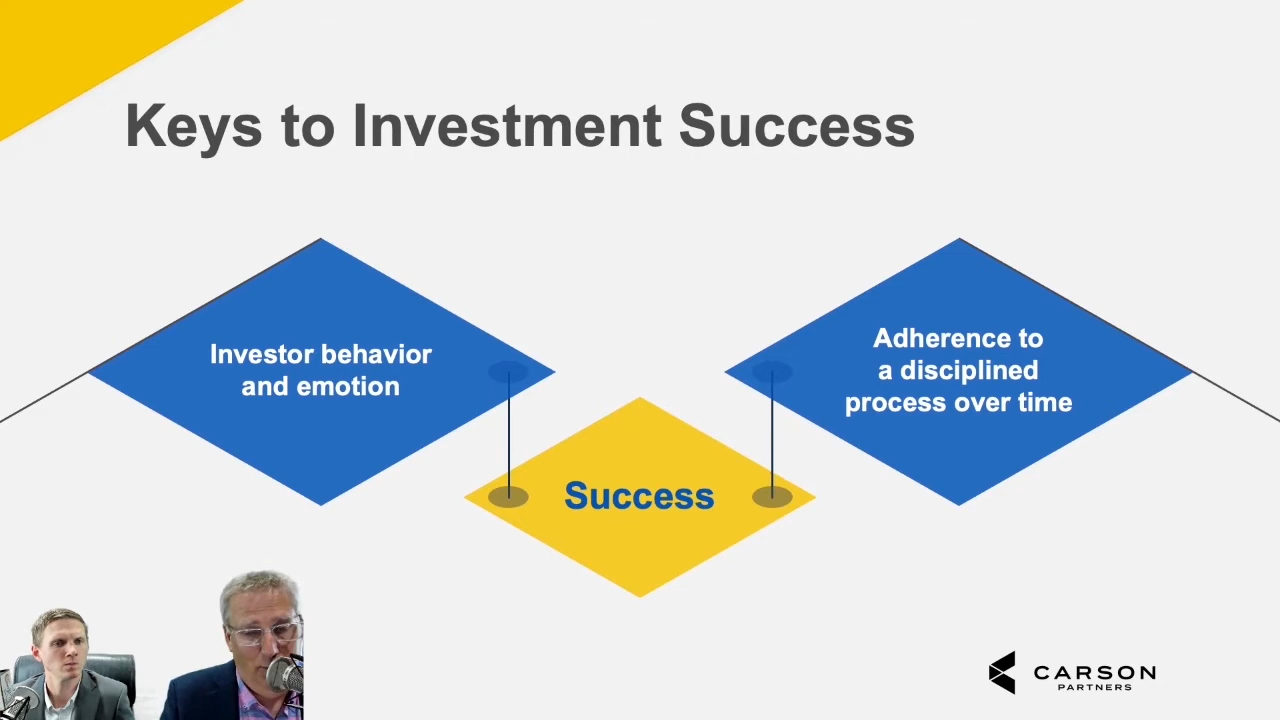 Keys to Investment Success
Investor behavior
and emotion
Adherence to
a disciplined
process over time
Success
CARSON
PARTNERS